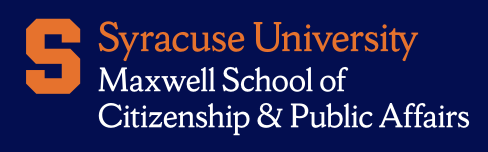 S Syracuse University
Maxwell School of
Citizenship & Public Affairs